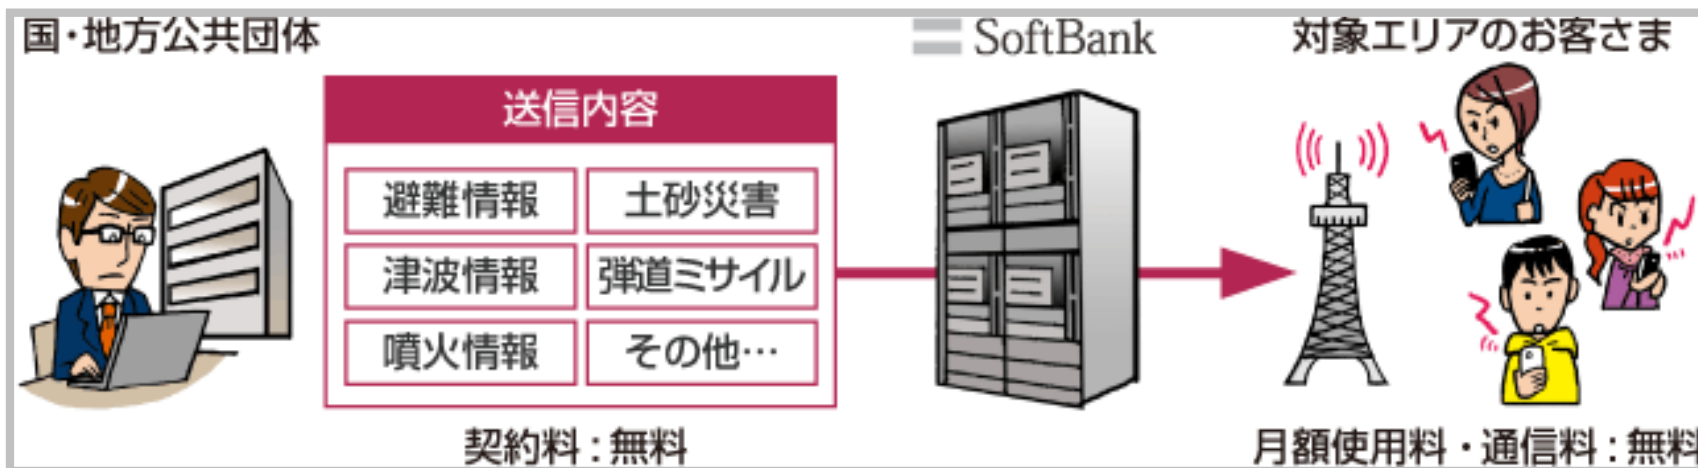 国・地方公共団体
SoftBank
対象エリアのお客さま
送信内容
避難情報
土砂災害
津波情報
弾道ミサイル
噴火情報
その他…
契約料：無料
月額使用料・通信料：無料